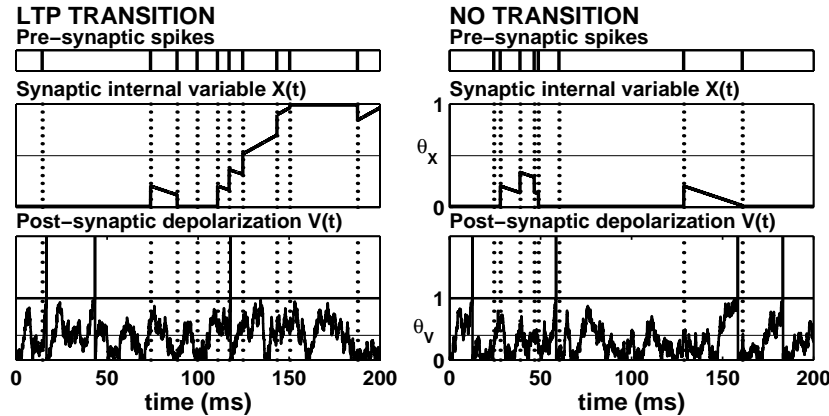 LTP TRANSITION
Pre-synaptic spikes
Synaptic internal variable X(t)
Post-synaptic depolarization V(t)
0 50 100 150 200
time (ms)
NO TRANSITION
Pre-synaptic spikes
Synaptic internal variable X(t)
1
θX
0
Post-synaptic depolarization V(t)
1
θV
0
0 50 100 150 200
time (ms)